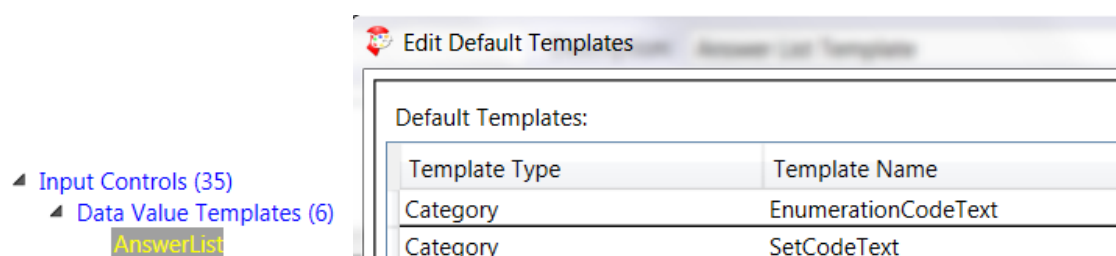 Edit Default Templates
Default Templates:
Template Type Template Name
Category EnumerationCodeText
Category SetCodeText
Input Controls (35)
Data Value Templates (6)
AnswerList